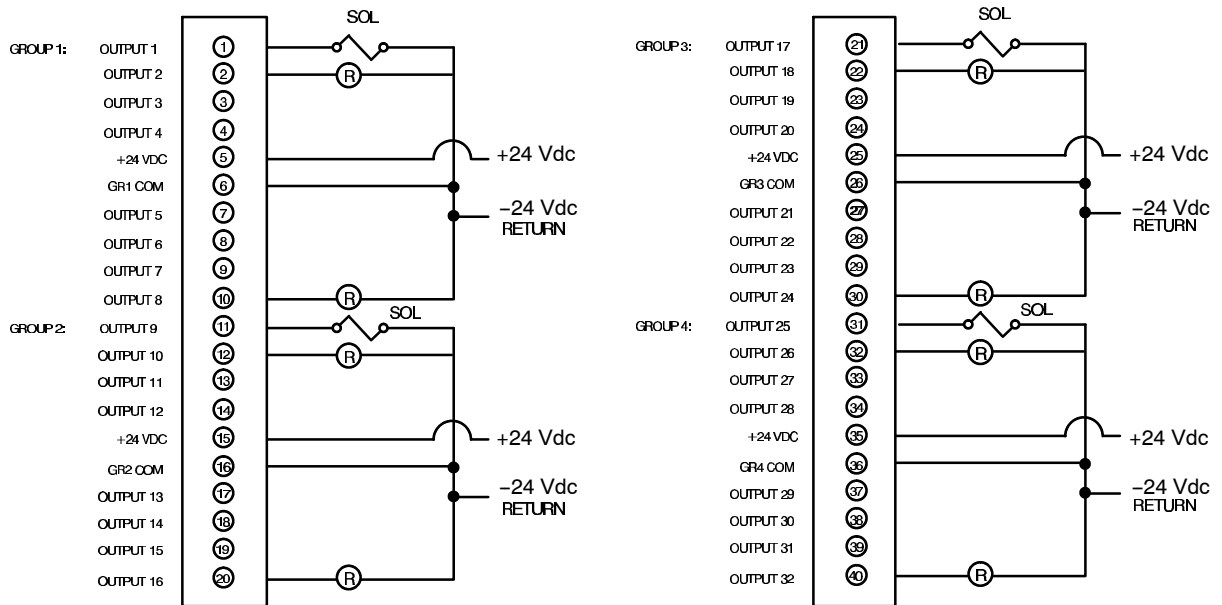 SOL
GROUP 1: OUTPUT 1 1
OUTPUT 2 2 R
OUTPUT 3 3
OUTPUT 4 4
+24 VDC 5 +24 Vdc
GR1 COM 6
OUTPUT 5 7 −24 Vdc
RETURN
OUTPUT 6 8
OUTPUT 7 9
OUTPUT 8 10 R
SOL
GROUP 2: OUTPUT 9 11
OUTPUT 10 12 R
OUTPUT 11 13
OUTPUT 12 14
+24 VDC 15 +24 Vdc
GR2 COM 16
OUTPUT 13 17 −24 Vdc
RETURN
OUTPUT 14 18
OUTPUT 15 19
OUTPUT 16 20 R
SOL
GROUP 3: OUTPUT 17 21
OUTPUT 18 22 R
OUTPUT 19 23
OUTPUT 20 24
+24 VDC 25 +24 Vdc
GR3 COM 26
OUTPUT 21 27 −24 Vdc
RETURN
OUTPUT 22 28
OUTPUT 23 29
OUTPUT 24 30 R
SOL
GROUP 4: OUTPUT 25 31
OUTPUT 26 32 R
OUTPUT 27 33
OUTPUT 28 34
+24 VDC 35 +24 Vdc
GR4 COM 36
OUTPUT 29 37 −24 Vdc
RETURN
OUTPUT 30 38
OUTPUT 31 39
OUTPUT 32 40 R